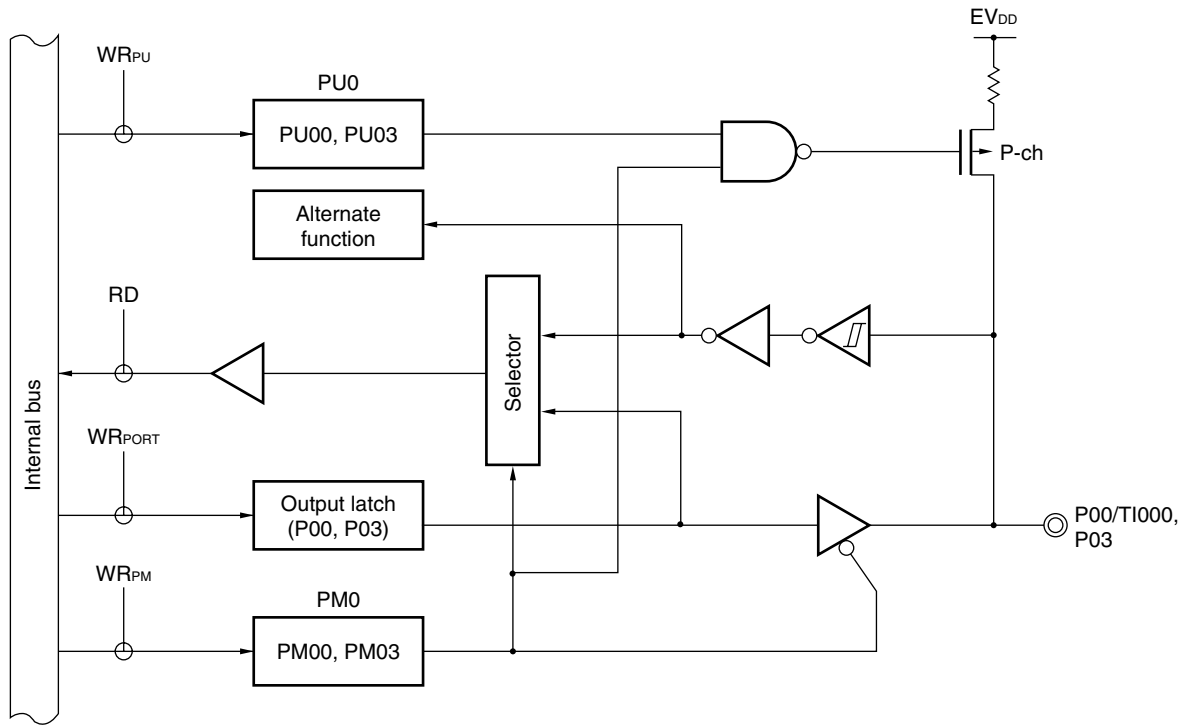 EVDD
WRPU
PU0
PU00, PU03
P-ch
Alternate
function
RD
Selector
Internal bus
WRPORT
Output latch
(P00, P03)
P00/TI000,
P03
WRPM
PM0
PM00, PM03